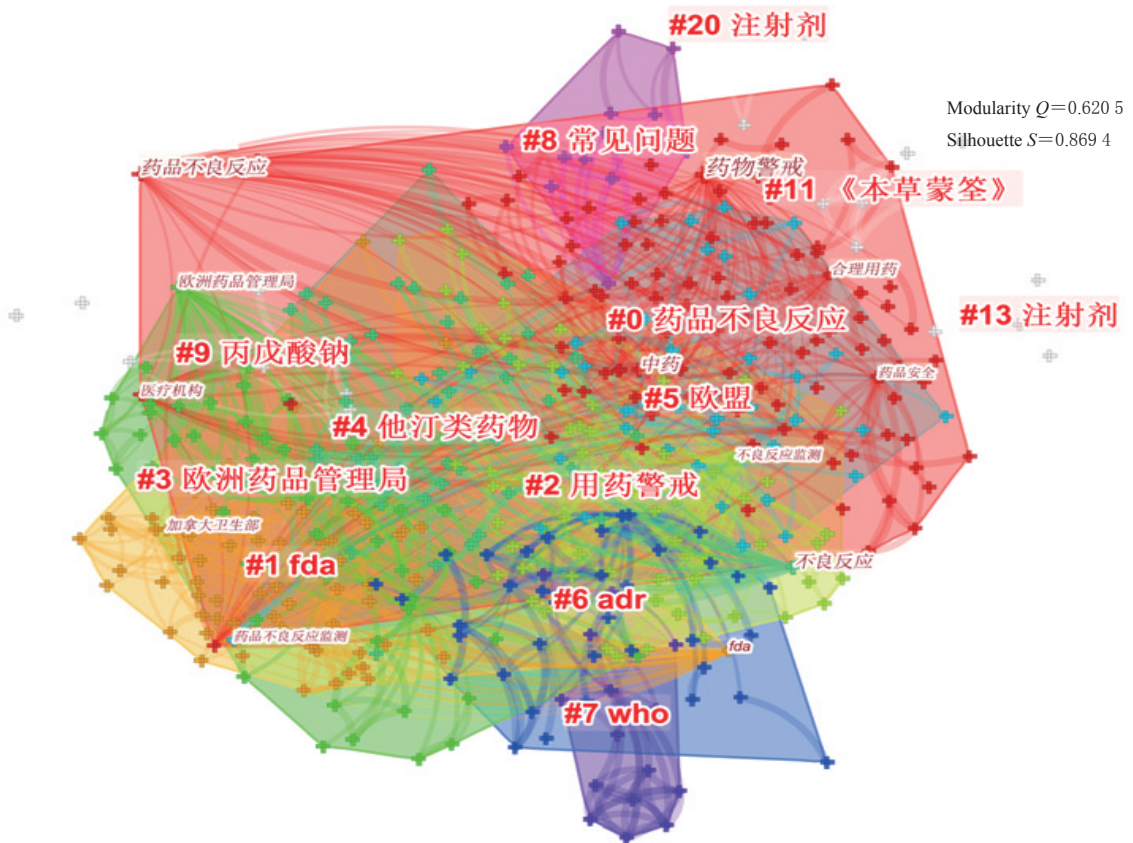 #20 注射剂
Modularity Q=0.620 5
Silhouette S=0.869 4
#8 常见问题
药品不良反应
药物警戒
#11 《本草蒙筌》
合理用药
欧洲药品管理局
#0 药品不良反应
#13 注射剂
#9 丙戊酸钠
中药
药品安全
医疗机构
#5 欧盟
#4 他汀类药物
不良反应监测
#3 欧洲药品管理局
#2 用药警戒
加拿大卫生部
#1 fda
不良反应
#6 adr
药品不良反应监测
fda
#7 who